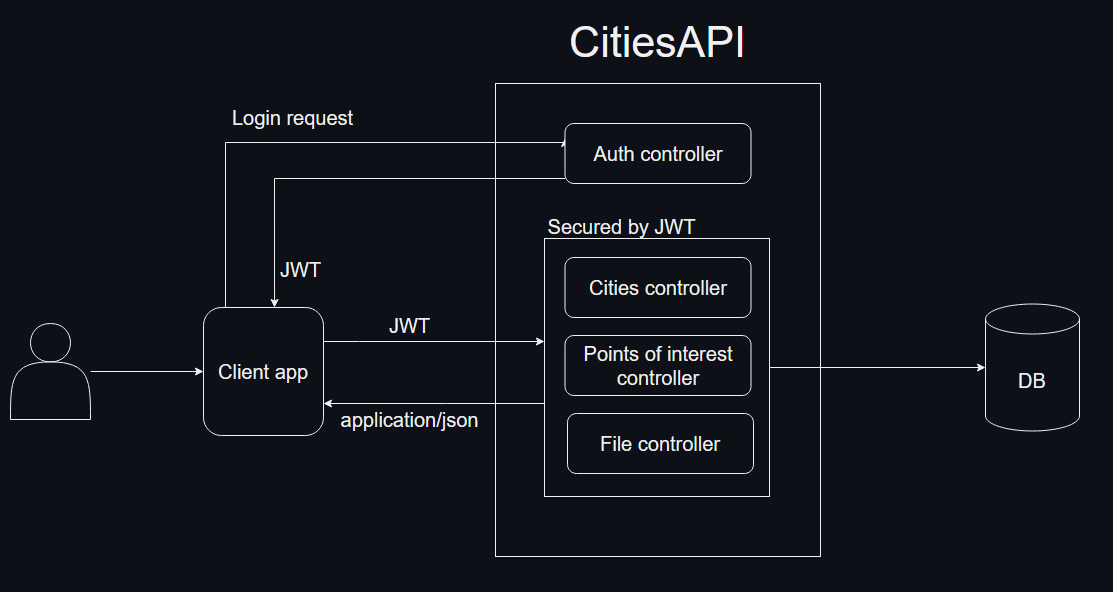 CitiesAPI
Login request
Auth controller
Secured by JWT
JWT
Cities controller
JWT
Points of interest
controller
Client app
DB
application/json
File controller